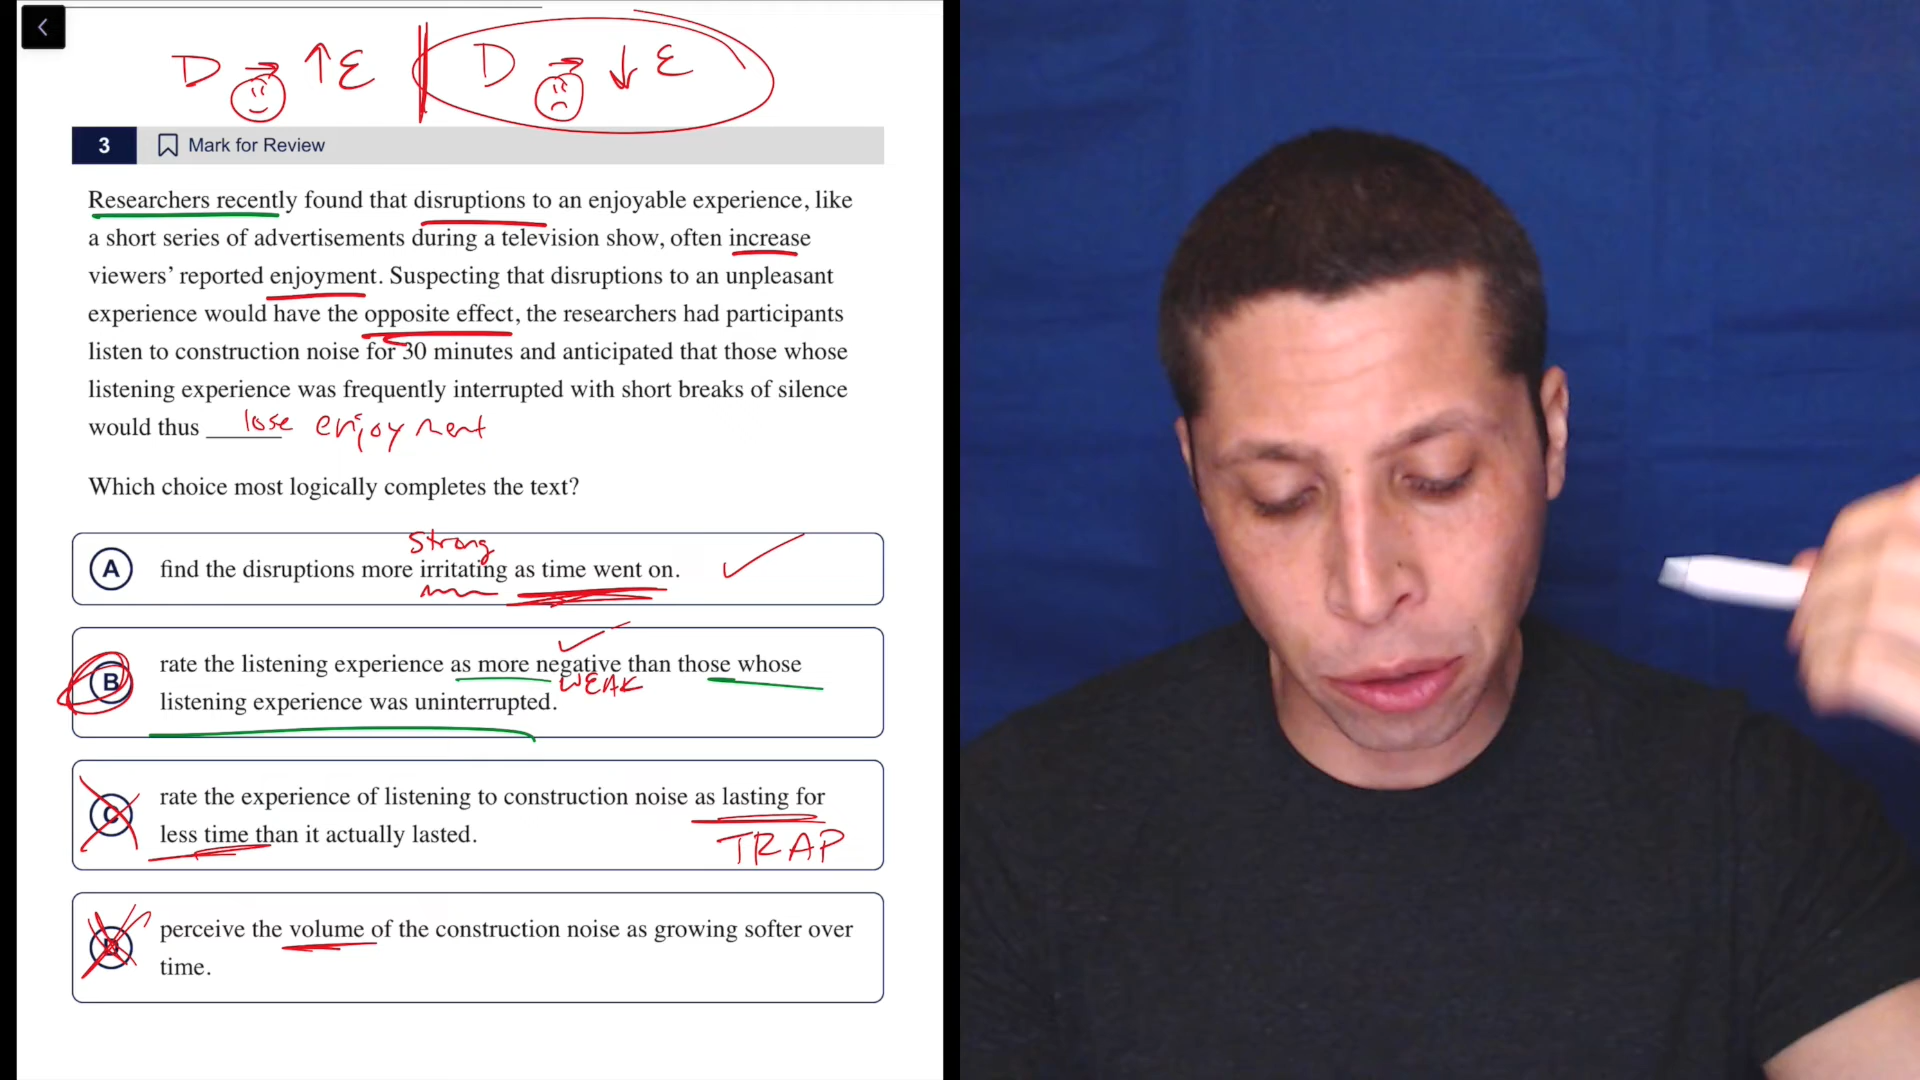 D ↑ E D ↓ E
3 Mark for Review
Researchers recently found that disruptions to an enjoyable experience, like
a short series of advertisements during a television show, often increase
viewers’ reported enjoyment. Suspecting that disruptions to an unpleasant
experience would have the opposite effect, the researchers had participants
listen to construction noise for 30 minutes and anticipated that those whose
listening experience was frequently interrupted with short breaks of silence
would thus ______ lose enjoyment
Which choice most logically completes the text?
strong
A find the disruptions more irritating as time went on.
B rate the listening experience as more negative than those whose
WEAK
listening experience was uninterrupted.
C rate the experience of listening to construction noise as lasting for
less time than it actually lasted.
TRAP
D perceive the volume of the construction noise as growing softer over
time.